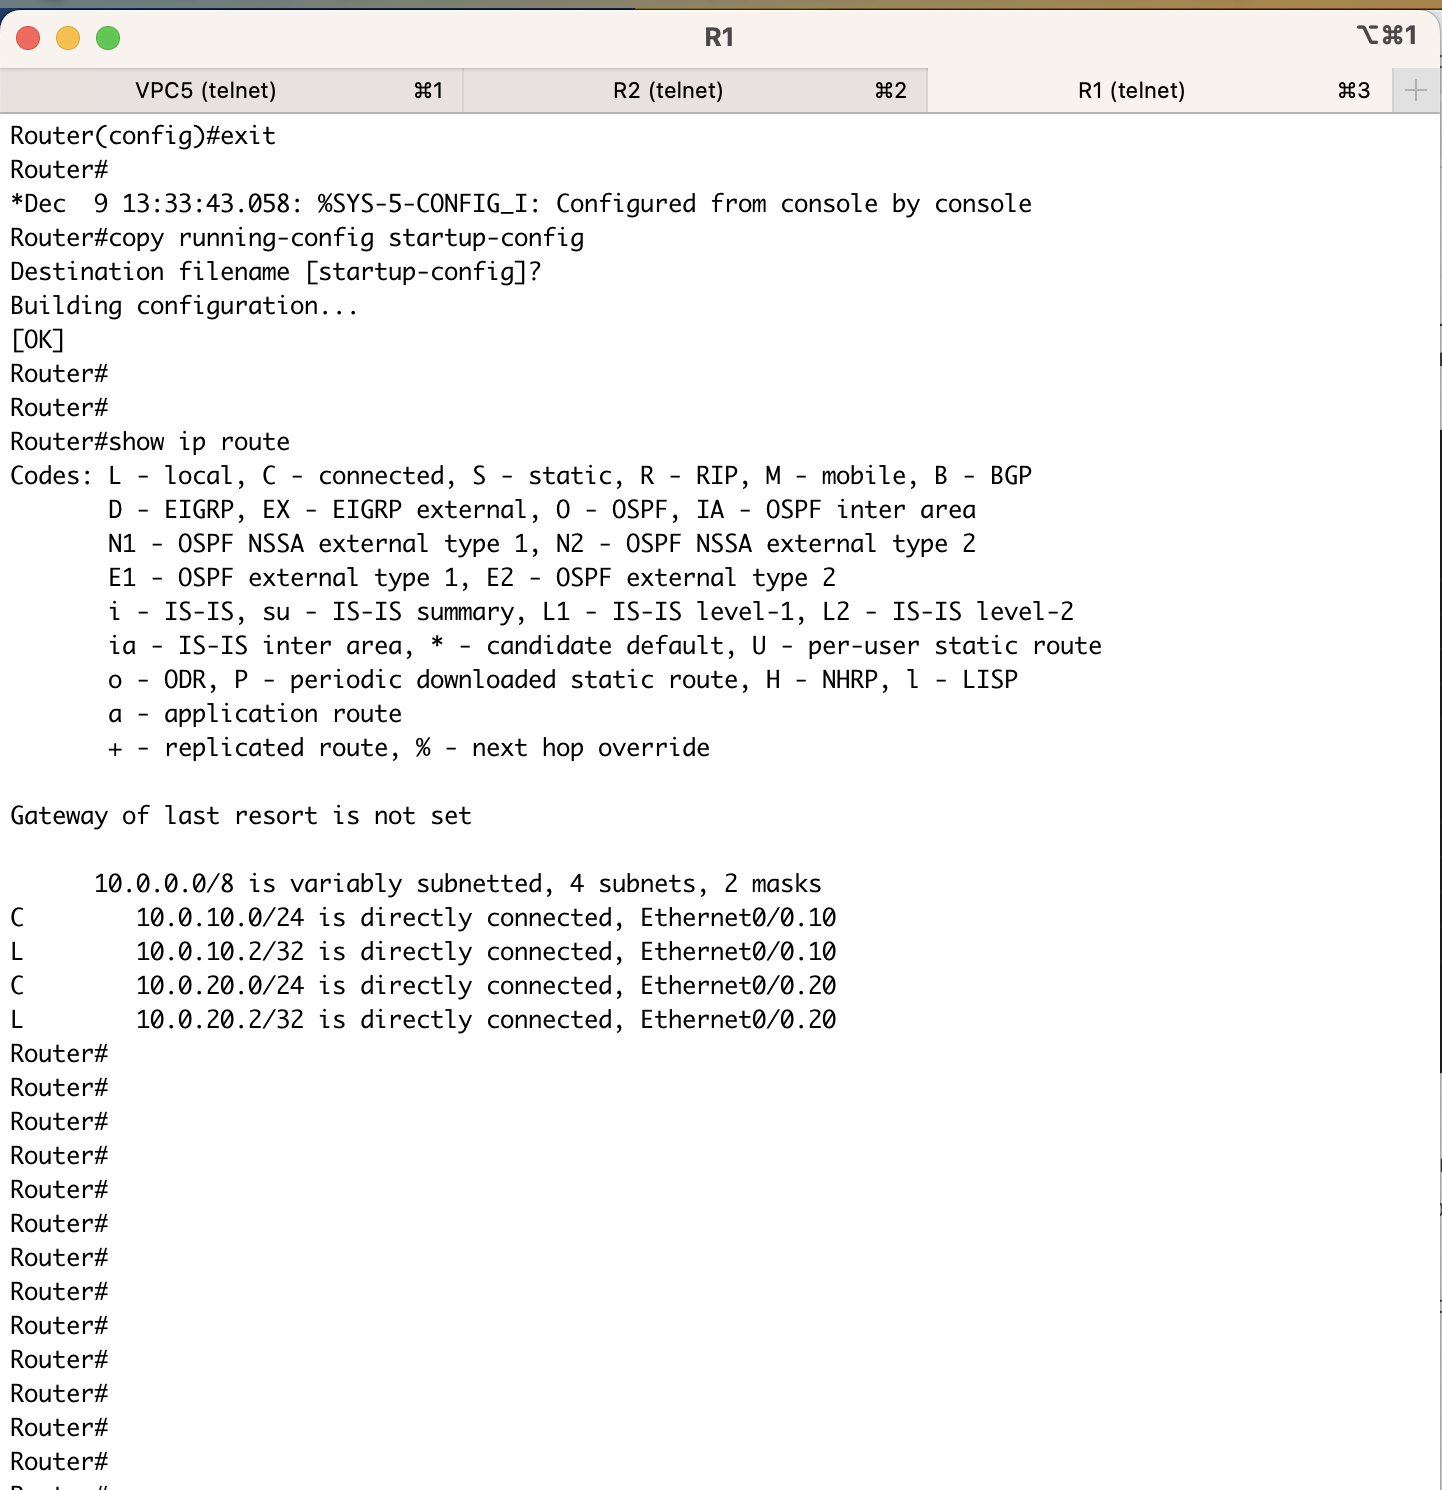 R1
⌥⌘1
VPC5 (telnet) ⌘1 R2 (telnet) ⌘2 R1 (telnet) ⌘3 +
Router(config)#exit
Router#
*Dec  9 13:33:43.058: %SYS-5-CONFIG_I: Configured from console by console
Router#copy running-config startup-config
Destination filename [startup-config]?
Building configuration...
[OK]
Router#
Router#
Router#show ip route
Codes: L - local, C - connected, S - static, R - RIP, M - mobile, B - BGP
       D - EIGRP, EX - EIGRP external, O - OSPF, IA - OSPF inter area
       N1 - OSPF NSSA external type 1, N2 - OSPF NSSA external type 2
       E1 - OSPF external type 1, E2 - OSPF external type 2
       i - IS-IS, su - IS-IS summary, L1 - IS-IS level-1, L2 - IS-IS level-2
       ia - IS-IS inter area, * - candidate default, U - per-user static route
       o - ODR, P - periodic downloaded static route, H - NHRP, l - LISP
       a - application route
       + - replicated route, % - next hop override
Gateway of last resort is not set
      10.0.0.0/8 is variably subnetted, 4 subnets, 2 masks
C        10.0.10.0/24 is directly connected, Ethernet0/0.10
L        10.0.10.2/32 is directly connected, Ethernet0/0.10
C        10.0.20.0/24 is directly connected, Ethernet0/0.20
L        10.0.20.2/32 is directly connected, Ethernet0/0.20
Router#
Router#
Router#
Router#
Router#
Router#
Router#
Router#
Router#
Router#
Router#
Router#
Router#
Router#